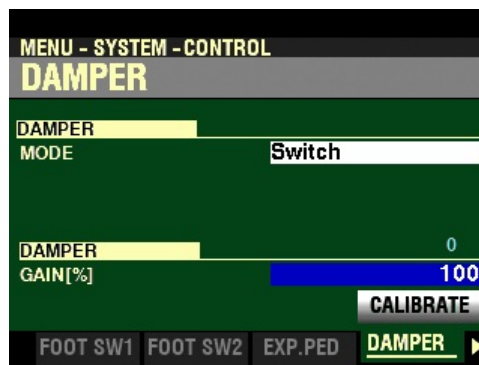 MENU - SYSTEM - CONTROL
DAMPER
DAMPER
MODE Switch
DAMPER 0
GAIN[%] 100
CALIBRATE
FOOT SW1 FOOT SW2 EXP.PED DAMPER